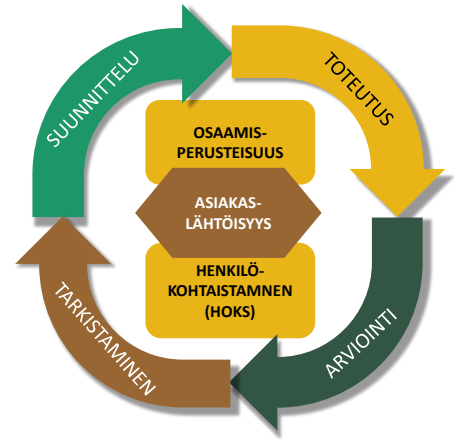 SUUNNITTELU
TOTEUTUS
OSAAMIS-
PERUSTEISUUS
ASIAKAS-
LÄHTÖISYYS
HENKILÖ-
KOHTAISTAMNEN
(HOKS)
TARKISTAMINEN
ARVIOINTI